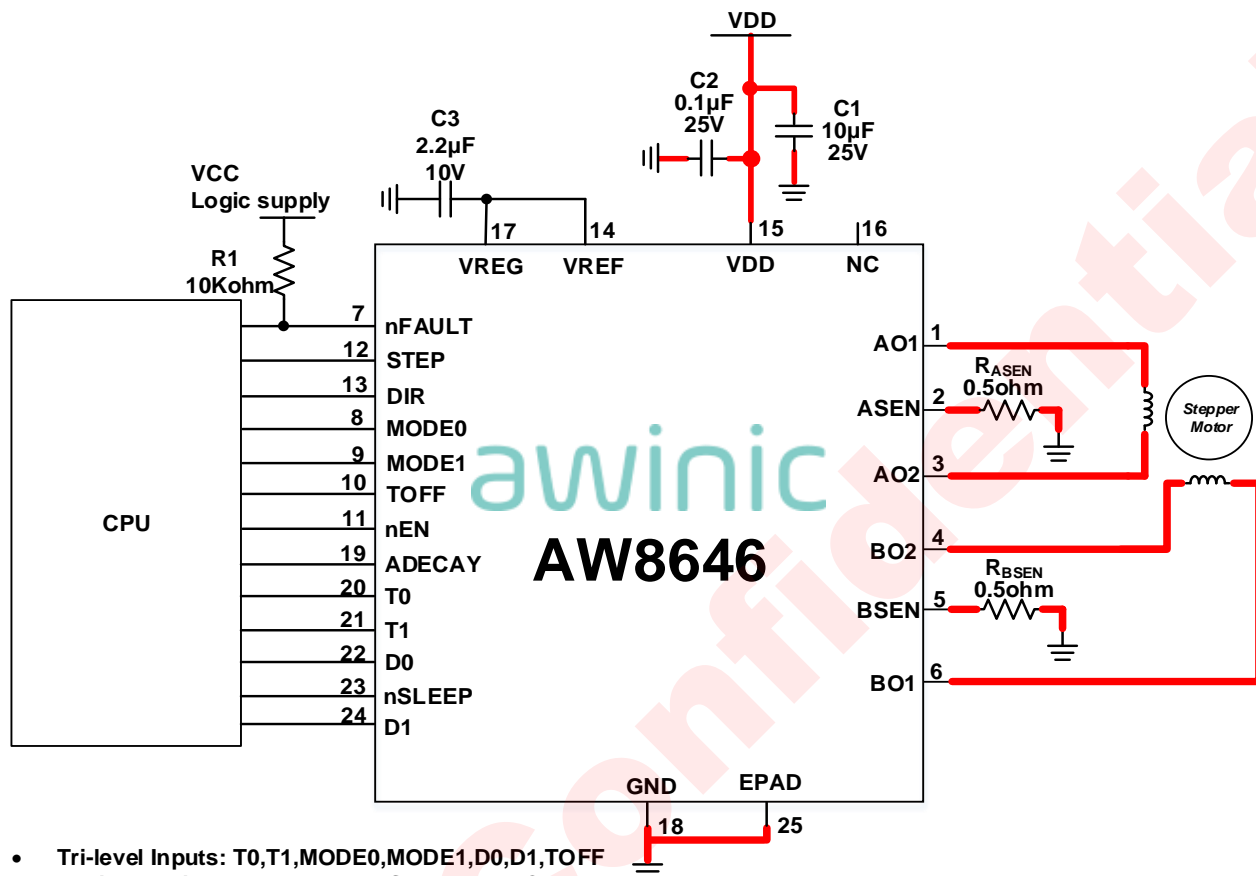 VDD
C2
0.1µF
25V
C1
10µF
25V
C3
2.2µF
10V
VCC
Logic supply
R1
10Kohm
17
14
15
16
VREG
VREF
VDD
NC
CPU
7
nFAULT
12
STEP
13
DIR
8
MODE0
9
MODE1
10
TOFF
11
nEN
19
ADECAY
20
T0
21
T1
22
D0
23
nSLEEP
24
D1
awinic
AW8646
AO1
1
RASEN
0.5ohm
ASEN
2
AO2
3
Stepper
Motor
BO2
4
RBSEN
0.5ohm
BSEN
5
BO1
6
GND
EPAD
18
25
• Tri-level Inputs: T0,T1,MODE0,MODE1,D0,D1,TOFF
Confidential